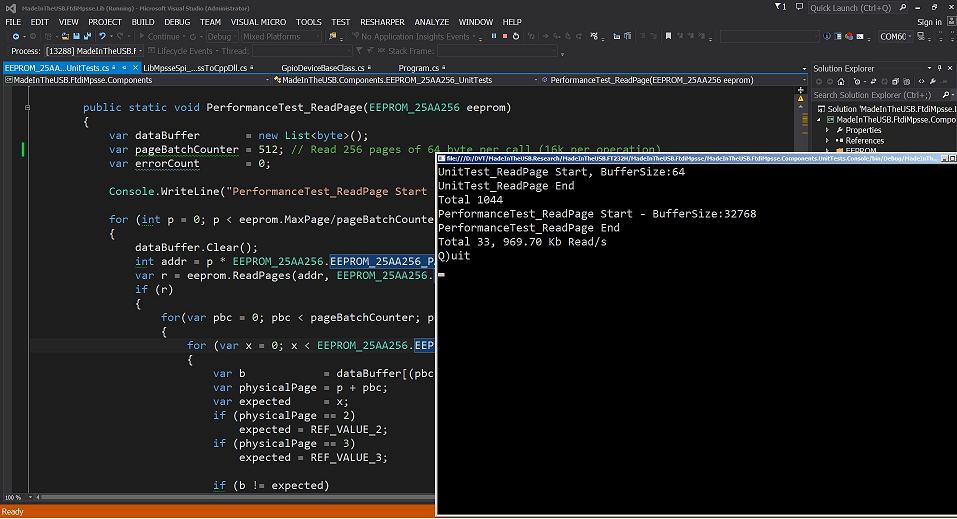 MadeInTheUSB.FtdiMpsse.Lib (Running) - Microsoft Visual Studio (Administrator)
1
Quick Launch (Ctrl+Q)
FILE EDIT VIEW PROJECT BUILD DEBUG TEAM VISUAL MICRO TOOLS TEST RESHARPER ANALYZE WINDOW HELP
Sign in
Continue Debug Mixed Platforms No Application Insights Events COM60
Process: [13288] MadeInTheUSB.F Lifecycle Events Thread: Stack Frame:
EEPROM_25AA...UnitTests.cs LibMpsseSpi_...ssToCppDll.cs GpioDeviceBaseClass.cs Program.cs
MadeInTheUSB.FtdiMpsse.Components MadeInTheUSB.Components.EEPROM_25AA256_UnitTests PerformanceTest_ReadPage(EEPROM_25AA256 eeprom)
Solution Explorer
Search Solution Explorer (Ctrl+;)
Solution 'MadeInTheUSB.FtdiMpsse
MadeInTheUSB.FtdiMpsse.Compo
Properties
References
EEPROM
public static void PerformanceTest_ReadPage(EEPROM_25AA256 eeprom)
{
var dataBuffer = new List<byte>();
var pageBatchCounter = 512; // Read 256 pages of 64 byte per call (16k per operation)
var errorCount = 0;
Console.WriteLine("PerformanceTest_ReadPage Start
for (int p = 0; p < eeprom.MaxPage/pageBatchCounte
{
dataBuffer.Clear();
int addr = p * EEPROM_25AA256.EEPROM_25AA256_P
var r = eeprom.ReadPages(addr, EEPROM_25AA256.
if (r)
{
for(var pbc = 0; pbc < pageBatchCounter; p
{
for (var x = 0; x < EEPROM_25AA256.EEP
{
var b = dataBuffer[(pbc
var physicalPage = p + pbc;
var expected = x;
if (physicalPage == 2)
expected = REF_VALUE_2;
if (physicalPage == 3)
expected = REF_VALUE_3;
if (b != expected)
100 %
Ready
file:///D:/DVT/MadeInTheUSB.Research/MadeInTheUSB.FT232H/MadeInTheUSB.FtdiMpsse/MadeInTheUSB.FtdiMpsse.Components.UnitTests.Console/bin/Debug/MadeInTh...
UnitTest_ReadPage Start, BufferSize:64
UnitTest_ReadPage End
Total 1044
PerformanceTest_ReadPage Start - BufferSize:32768
PerformanceTest_ReadPage End
Total 33, 969.70 Kb Read/s
Q)uit